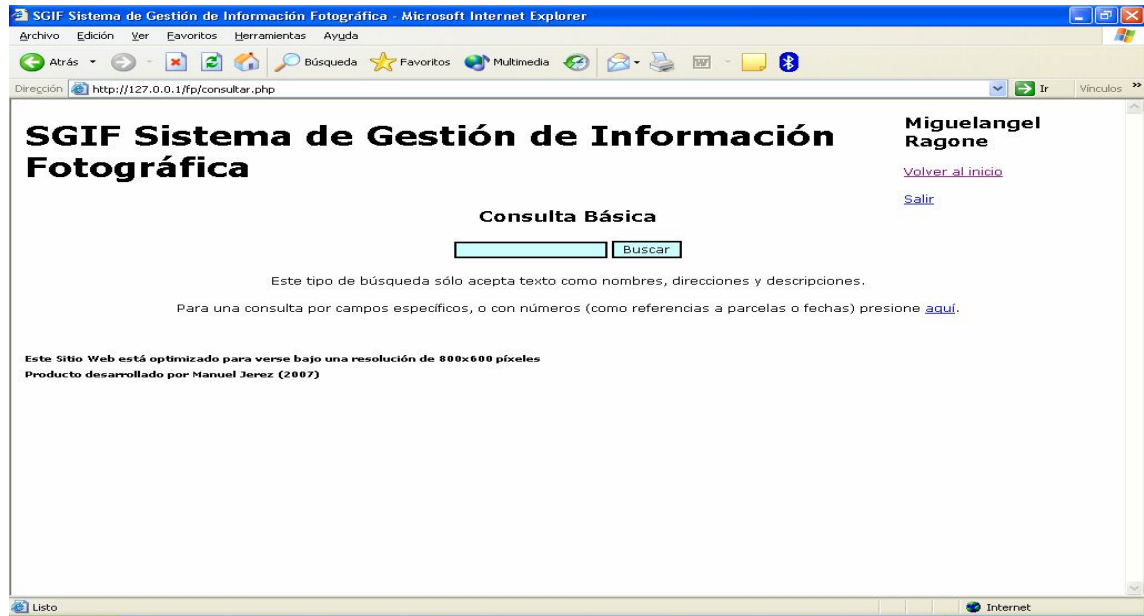 SGIF Sistema de Gestión de Información Fotográfica - Microsoft Internet Explorer
Archivo Edición Ver Favoritos Herramientas Ayuda
Atrás Búsqueda Favoritos Multimedia
Dirección http://127.0.0.1/fp/consultar.php Ir Vínculos »
SGIF Sistema de Gestión de Información
Fotográfica
Miguelangel
Ragone
Volver al inicio
Salir
Consulta Básica
Buscar
Este tipo de búsqueda sólo acepta texto como nombres, direcciones y descripciones.
Para una consulta por campos específicos, o con números (como referencias a parcelas o fechas) presione aquí.
Este Sitio Web está optimizado para verse bajo una resolución de 800x600 píxeles
Producto desarrollado por Manuel Jerez (2007)
Listo Internet